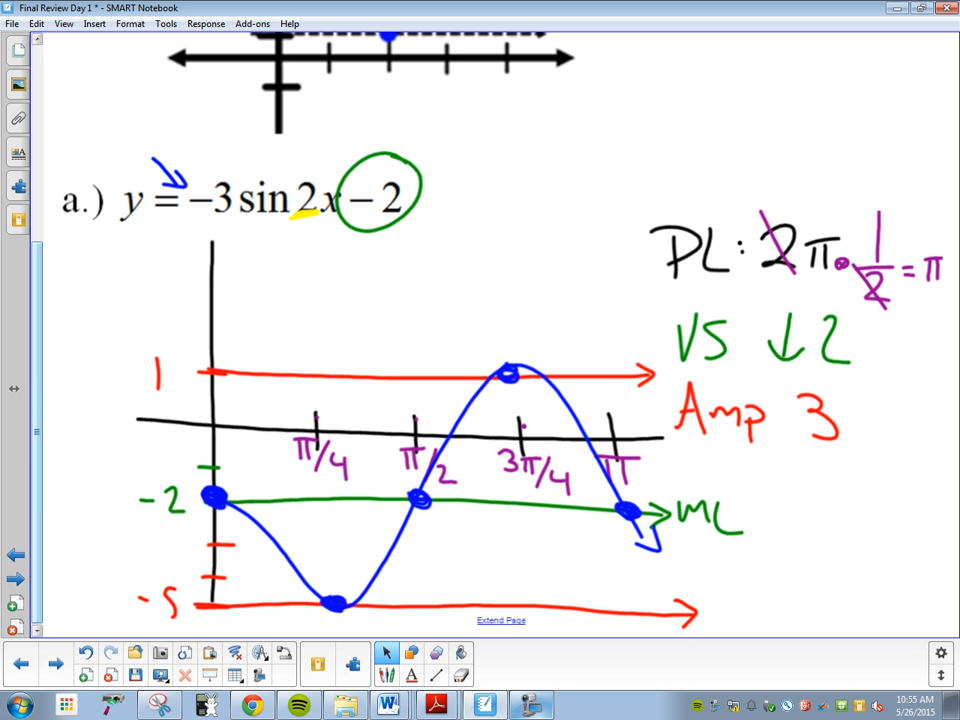 Final Review Day 1 * - SMART Notebook
File Edit View Insert Format Tools Response Add-ons Help
a.) y = −3 sin 2x − 2
PL: 2π · 1/2 = π
VS ↓ 2
Amp 3
1
π/4 π/2 3π/4 π
-2
ML
-5
Extend Page
10:55 AM
5/26/2015